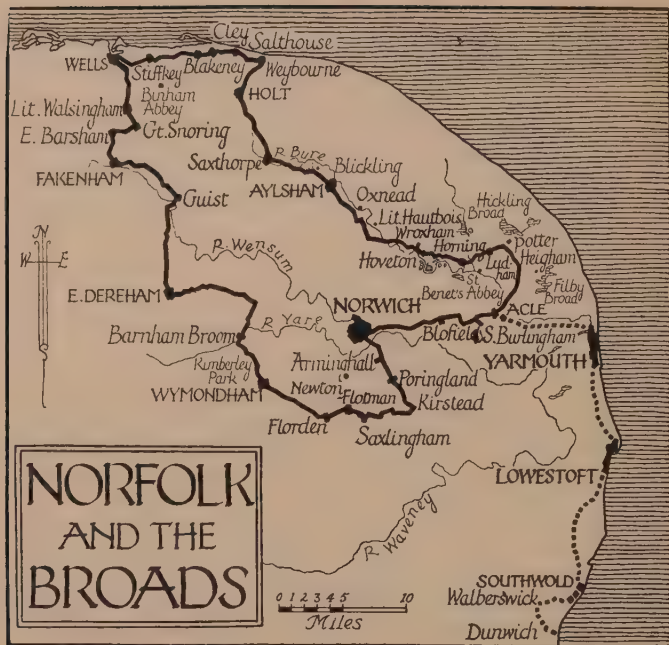 Cley
Salthouse
WELLS
Stiffkey
Blakeney
Weybourne
Binham
Abbey
HOLT
Lit. Walsingham
E. Barsham
Gt. Snoring
Saxthorpe
R. Bure
Blickling
FAKENHAM
AYLSHAM
Oxnead
Guist
Hickling
Broad
Lit. Hautbois
Wroxham
Horning
Potter
Heigham
Hoveton
Lud-
ham
St
Benet's Abbey
Filby
Broad
N
W E
R. Wensum
E. DEREHAM
NORWICH
ACLE
Blofield
S. Burlingham
YARMOUTH
R. Yare
Barnham Broom
Kimberley
Park
Arminghall
Poringland
WYMONDHAM
Newton
Flotman
Kirstead
Florden
Saxlingham
LOWESTOFT
R. Waveney
NORFOLK
AND THE
BROADS
SOUTHWOLD
Walberswick
Dunwich
0 1 2 3 4 5 10
Miles